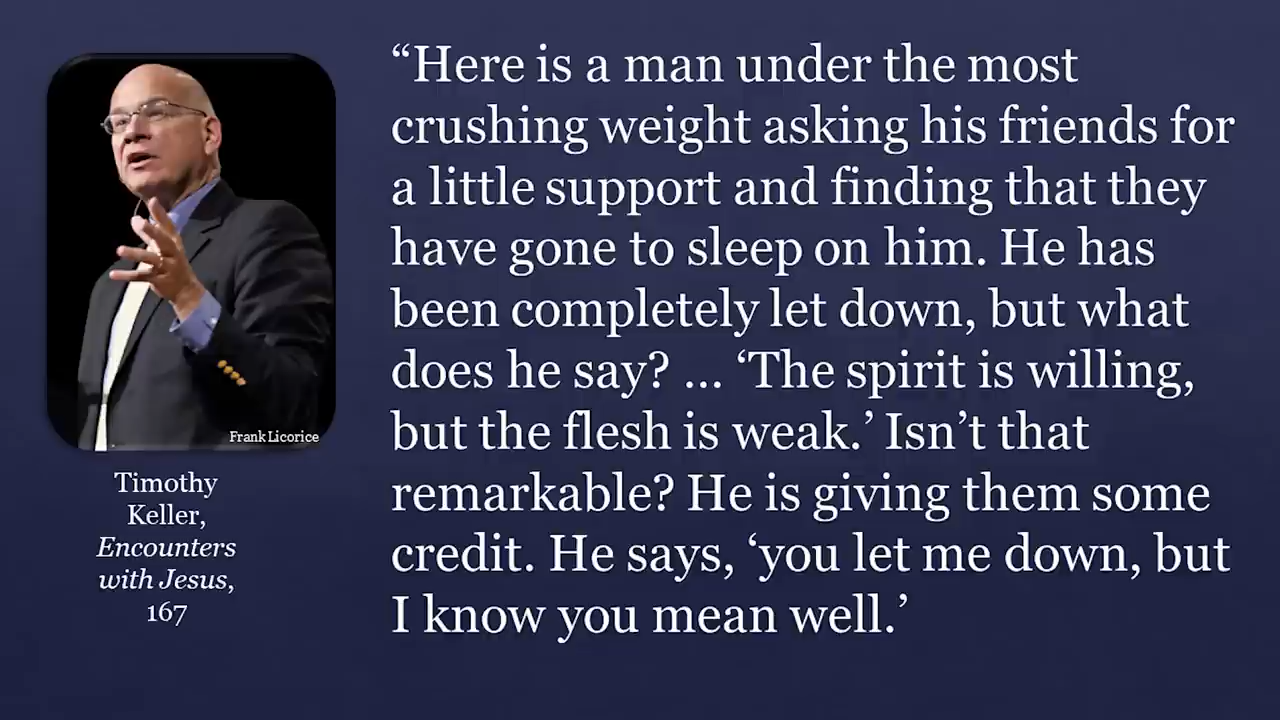 “Here is a man under the most
crushing weight asking his friends for
a little support and finding that they
have gone to sleep on him. He has
been completely let down, but what
does he say? … ‘The spirit is willing,
but the flesh is weak.’ Isn’t that
remarkable? He is giving them some
credit. He says, ‘you let me down, but
I know you mean well.’
Frank Licorice
Timothy
Keller,
Encounters
with Jesus,
167